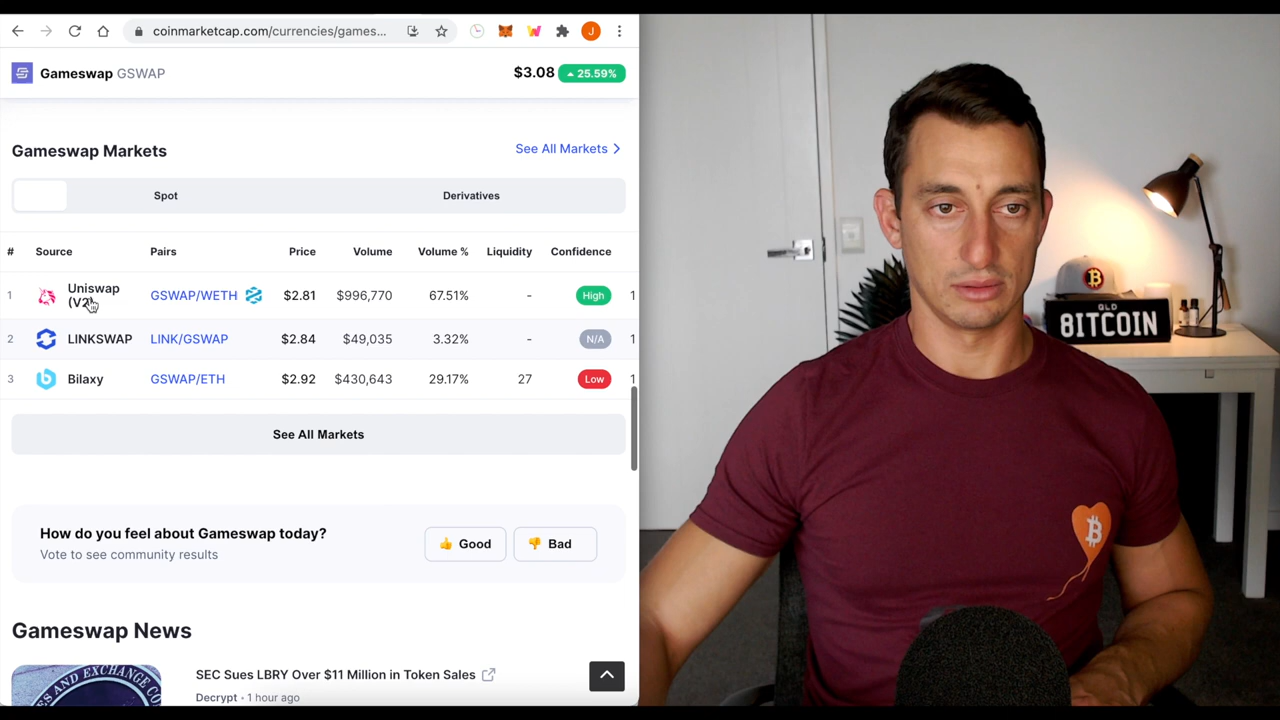 coinmarketcap.com/currencies/games...
J
Gameswap GSWAP
$3.08
25.59%
Gameswap Markets
See All Markets
Spot
Derivatives
# Source Pairs Price Volume Volume % Liquidity Confidence
1 Uniswap (V2) GSWAP/WETH $2.81 $996,770 67.51% - High 1
2 LINKSWAP LINK/GSWAP $2.84 $49,035 3.32% - N/A 1
3 Bilaxy GSWAP/ETH $2.92 $430,643 29.17% 27 Low 1
See All Markets
How do you feel about Gameswap today?
Vote to see community results
Good
Bad
Gameswap News
SEC Sues LBRY Over $11 Million in Token Sales
Decrypt • 1 hour ago
QLD
8ITCOIN